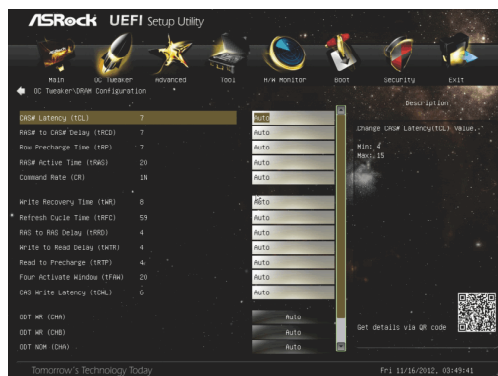 ASRock UEFI Setup Utility
Main OC Tweaker Advanced Tool H/W Monitor Boot Security Exit
OC Tweaker\DRAM Configuration
Description
CAS# Latency (tCL) 7 Auto
Change CAS# Latency(tCL) Value.
RAS# to CAS# Delay (tRCD) 7 Auto
Min: 4
Row Precharge Time (tRP) 7 Auto
Max: 15
RAS# Active Time (tRAS) 20 Auto
Command Rate (CR) 1N Auto
Write Recovery Time (tWR) 8 Auto
Refresh Cycle Time (tRFC) 59 Auto
RAS to RAS Delay (tRRD) 4 Auto
Write to Read Delay (tWTR) 4 Auto
Read to Precharge (tRTP) 4 Auto
Four Activate Window (tFAW) 20 Auto
CAS Write Latency (tCWL) 6 Auto
ODT WR (CHA) Auto
ODT WR (CHB) Auto
Get details via QR code
ODT NOM (CHA) Auto
Tomorrow's Technology Today
Fri 11/16/2012, 03:49:41